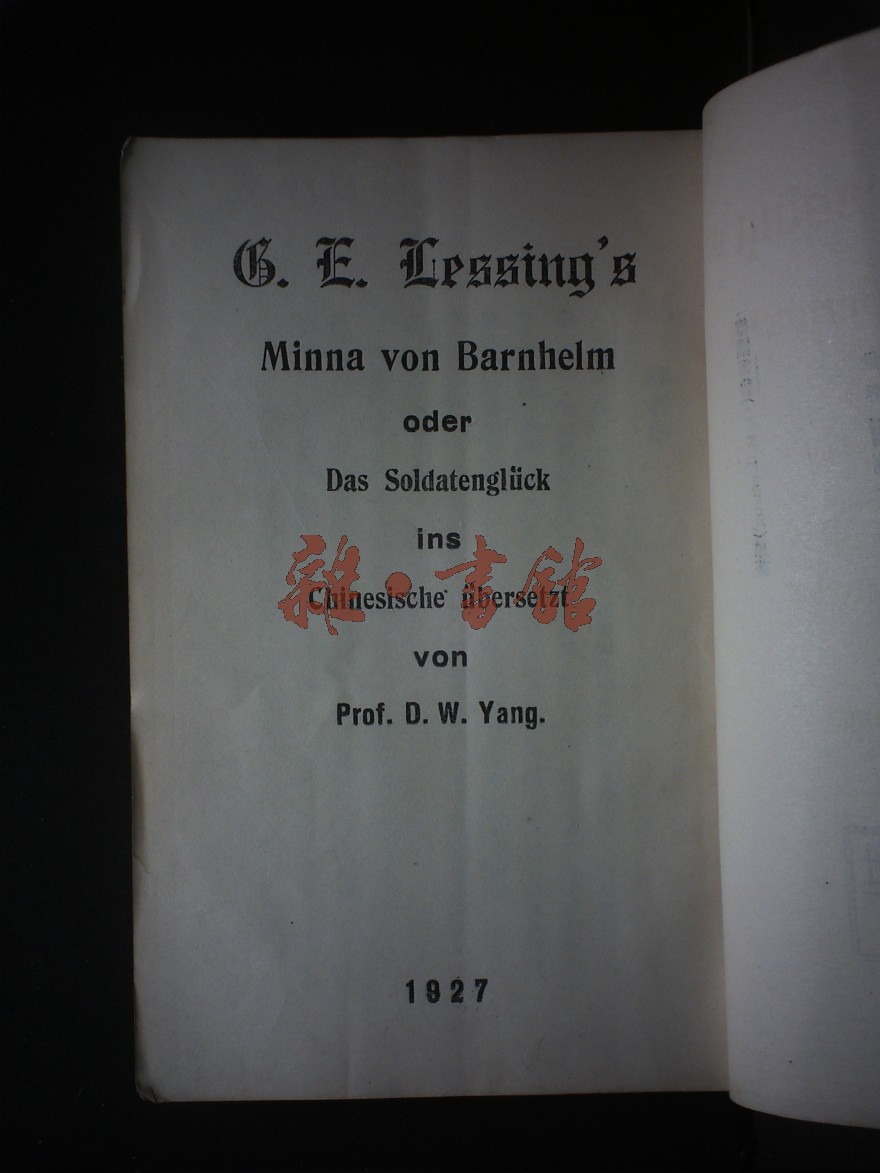 G. E. Lessing's
Minna von Barnhelm
oder
Das Soldatenglück
ins
雜·書館
Chinesische übersetzt
von
Prof. D. W. Yang.
1927